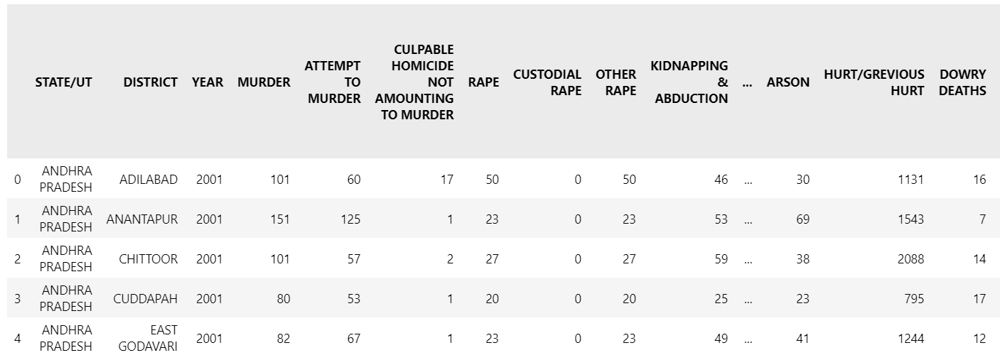 STATE/UT DISTRICT YEAR MURDER ATTEMPT TO MURDER CULPABLE HOMICIDE NOT AMOUNTING TO MURDER RAPE CUSTODIAL RAPE OTHER RAPE KIDNAPPING & ABDUCTION ... ARSON HURT/GREVIOUS HURT DOWRY DEATHS
0 ANDHRA PRADESH ADILABAD 2001 101 60 17 50 0 50 46 ... 30 1131 16
1 ANDHRA PRADESH ANANTAPUR 2001 151 125 1 23 0 23 53 ... 69 1543 7
2 ANDHRA PRADESH CHITTOOR 2001 101 57 2 27 0 27 59 ... 38 2088 14
3 ANDHRA PRADESH CUDDAPAH 2001 80 53 1 20 0 20 25 ... 23 795 17
4 ANDHRA PRADESH EAST GODAVARI 2001 82 67 1 23 0 23 49 ... 41 1244 12